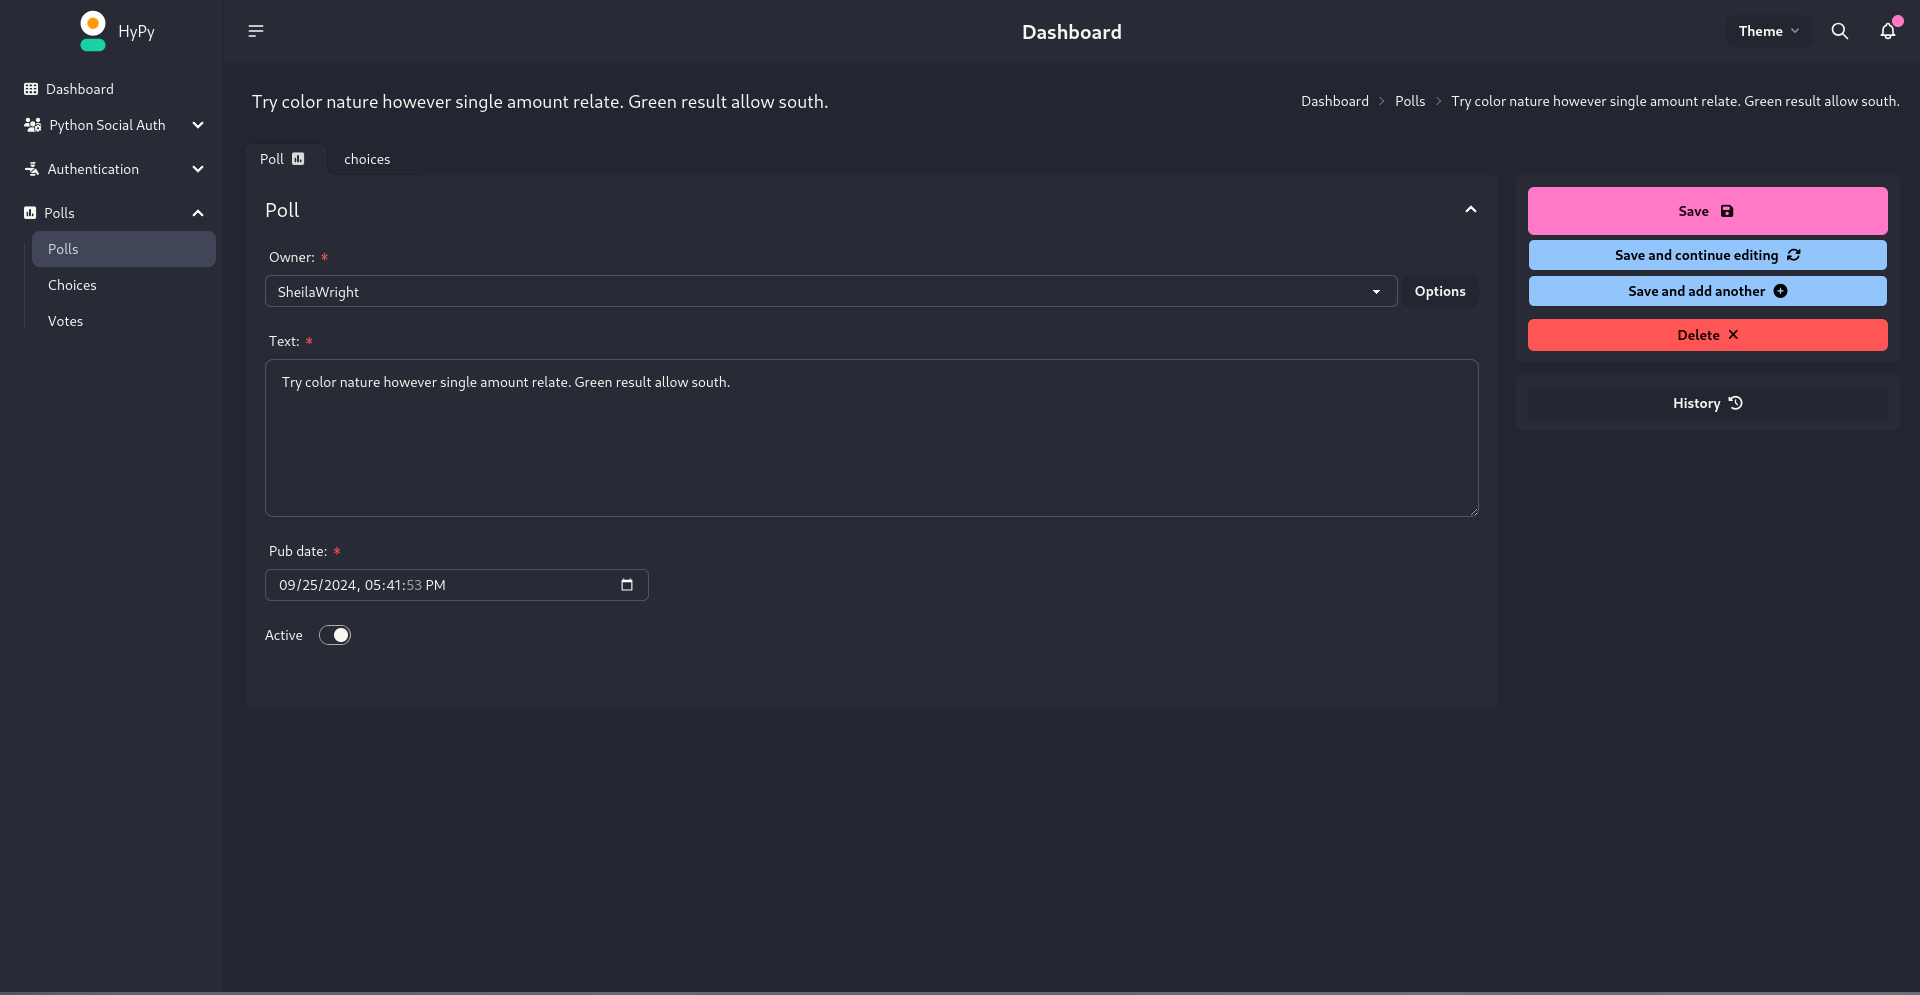 HyPy
Dashboard
Theme
Dashboard
Python Social Auth
Authentication
Polls
Polls
Choices
Votes
Try color nature however single amount relate. Green result allow south.
Dashboard > Polls > Try color nature however single amount relate. Green result allow south.
Poll
choices
Poll
Owner: *
SheilaWright
Options
Text: *
Try color nature however single amount relate. Green result allow south.
Pub date: *
09/25/2024, 05:41:53 PM
Active
Save
Save and continue editing
Save and add another
Delete
History